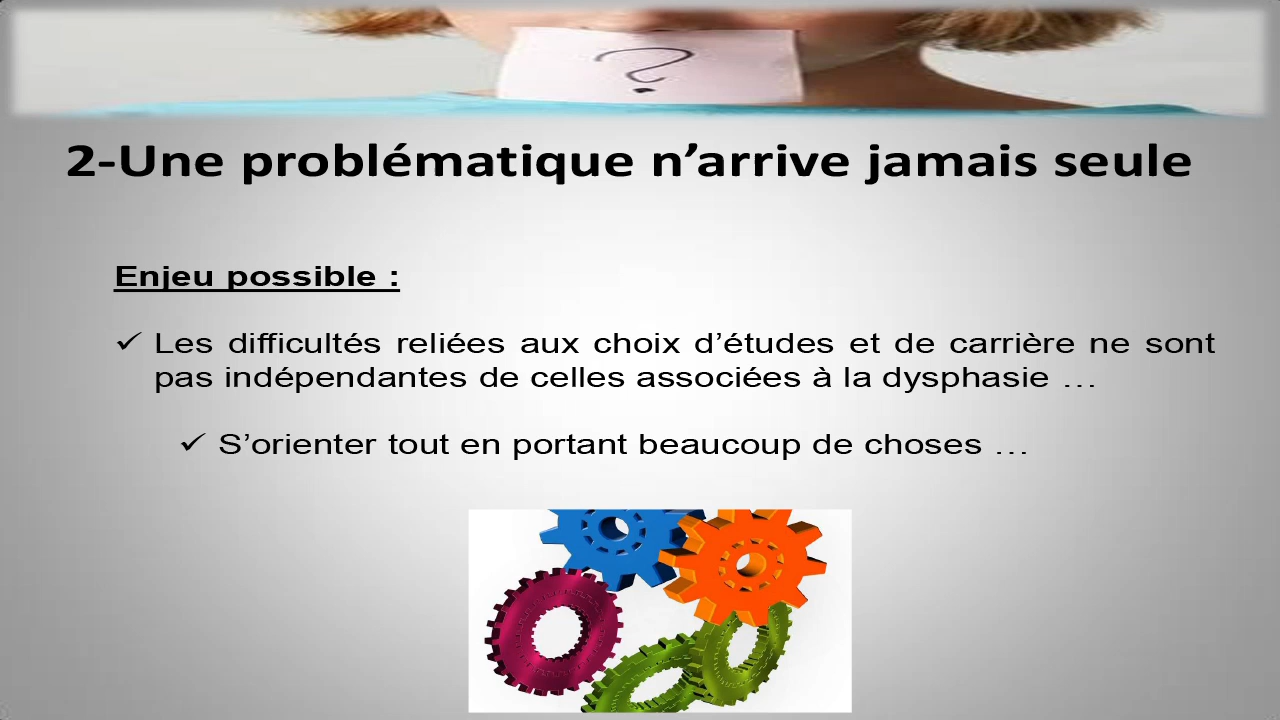 ?
2-Une problématique n’arrive jamais seule
Enjeu possible :
✓ Les difficultés reliées aux choix d’études et de carrière ne sont
pas indépendantes de celles associées à la dysphasie …
✓ S’orienter tout en portant beaucoup de choses …